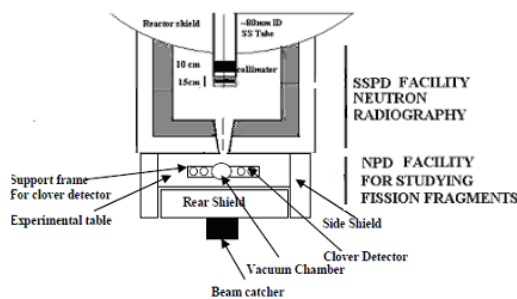 Reactor shield
~80mm ID
SS Tube
10 cm
collimator
15cm
SSPD FACILITY
NEUTRON
RADIOGRAPHY
NPD FACILITY
FOR STUDYING
FISSION FRAGMENTS
Support frame
For clover detector
Experimental table
Rear Shield
Side Shield
Clover Detector
Vacuum Chamber
Beam catcher